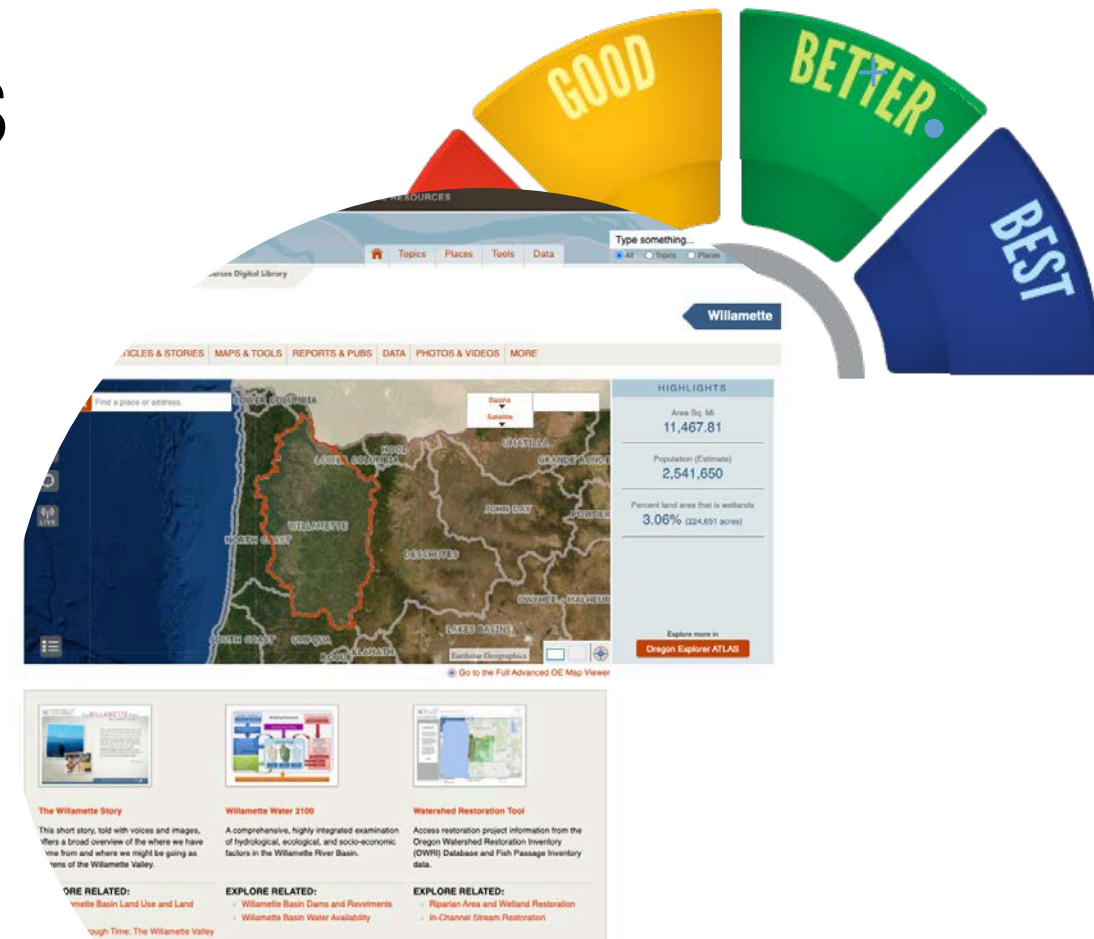 S
GOOD
BETTER
BEST
RESOURCES
Topics Places Tools Data
Type something...
All Topics Places
Digital Library
Willamette
& STORIES MAPS & TOOLS REPORTS & PUBS DATA PHOTOS & VIDEOS MORE
Find a place or address.
Basins
Satellite
LIVE
LOWER COLUMBIA
LOWER COLUMBIA
HOOD
UMATILLA
GRANDE RONDE
JOHN DAY
POWDER
WILLAMETTE
NORTH COAST
DESCHUTES
OWYHEE - MALHEUR
LAKES BASINS
SOUTH COAST
UMPQUA
ROGUE
KLAMATH
Earthstar Geographics
HIGHLIGHTS
Area Sq. Mi
11,467.81
Population (Estimate)
2,541,650
Percent land area that is wetlands
3.06% (224,651 acres)
Explore more in
Oregon Explorer ATLAS
Go to the Full Advanced OE Map Viewer
The Willamette Story
This short story, told with voices and images,
offers a broad overview of the where we have
from and where we might be going as
of the Willamette Valley.
RELATED:
Basin Land Use and Land
Time: The Willamette Valley
Willamette Water 2100
A comprehensive, highly integrated examination
of hydrological, ecological, and socio-economic
factors in the Willamette River Basin.
EXPLORE RELATED:
Willamette Basin Dams and Revetments
Willamette Basin Water Availability
Watershed Restoration Tool
Access restoration project information from the
Oregon Watershed Restoration Inventory
(OWRI) Database and Fish Passage Inventory
data.
EXPLORE RELATED:
Riparian Area and Wetland Restoration
In-Channel Stream Restoration